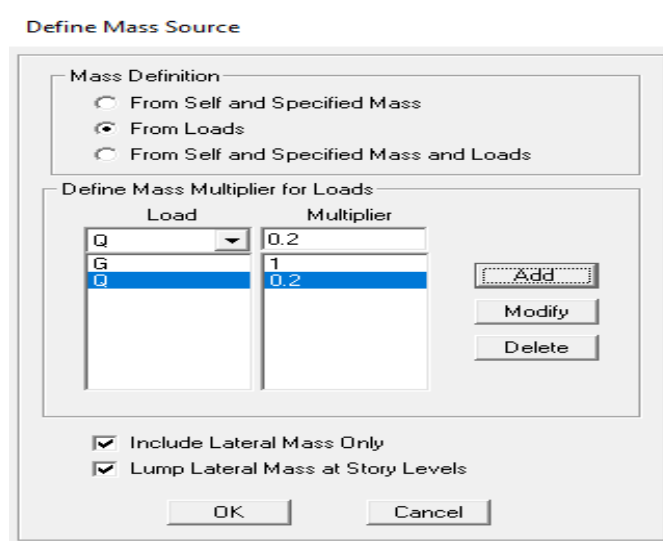 Define Mass Source
Mass Definition
From Self and Specified Mass
From Loads
From Self and Specified Mass and Loads
Define Mass Multiplier for Loads
Load Multiplier
Q 0.2
G 1
Q 0.2
Add
Modify
Delete
Include Lateral Mass Only
Lump Lateral Mass at Story Levels
OK Cancel